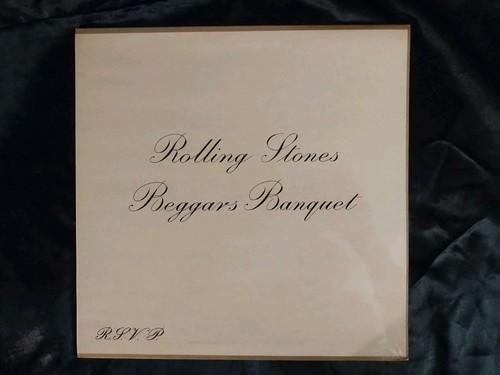 Rolling Stones
Beggars Banquet
R.S.V.P.